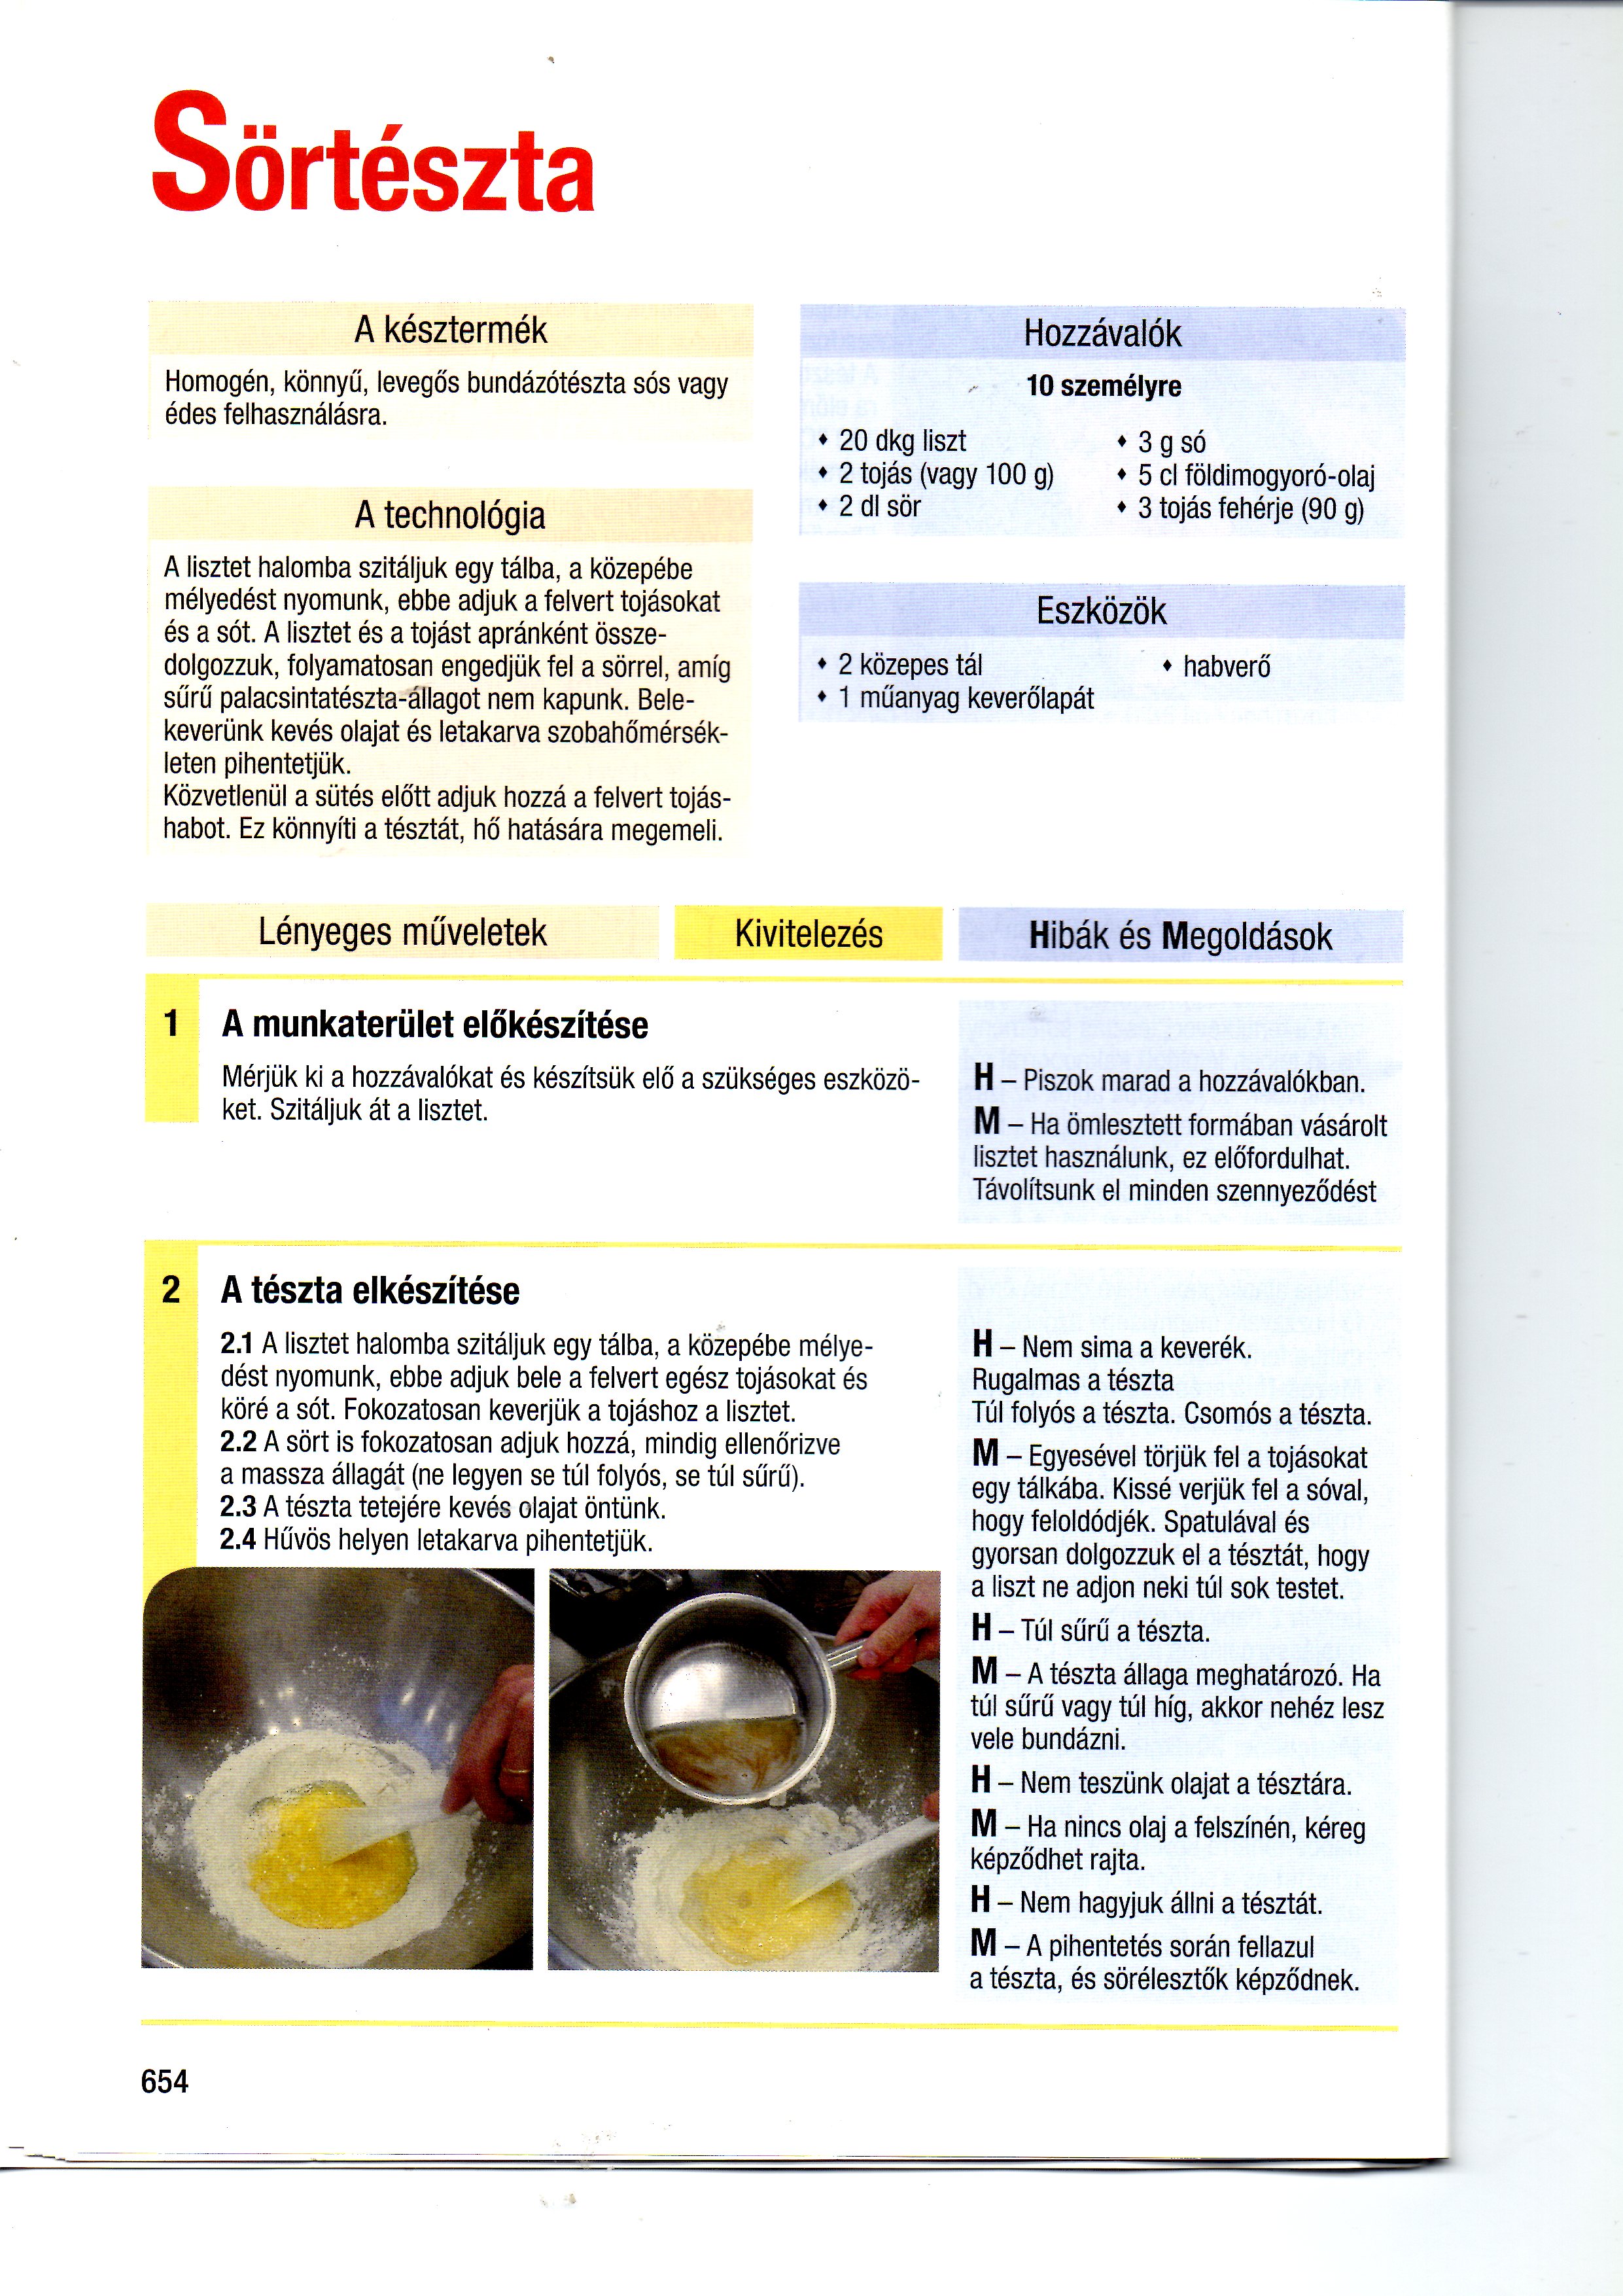 Sörtészta
A késztermék
Homogén, könnyű, levegős bundázótészta sós vagy
édes felhasználásra.
A technológia
A lisztet halomba szitáljuk egy tálba, a közepébe
mélyedést nyomunk, ebbe adjuk a felvert tojásokat
és a sót. A lisztet és a tojást apránként össze-
dolgozzuk, folyamatosan engedjük fel a sörrel, amíg
sűrű palacsintatészta-állagot nem kapunk. Bele-
keverünk kevés olajat és letakarva szobahőmérsék-
leten pihentetjük.
Közvetlenül a sütés előtt adjuk hozzá a felvert tojás-
habot. Ez könnyíti a tésztát, hő hatására megemeli.
Hozzávalók
10 személyre
♦ 20 dkg liszt
♦ 2 tojás (vagy 100 g)
♦ 2 dl sör
♦ 3 g só
♦ 5 cl földimogyoró-olaj
♦ 3 tojás fehérje (90 g)
Eszközök
♦ 2 közepes tál
♦ 1 műanyag keverőlapát
♦ habverő
Lényeges műveletek
Kivitelezés
Hibák és Megoldások
1 A munkaterület előkészítése
Mérjük ki a hozzávalókat és készítsük elő a szükséges eszközö-
ket. Szitáljuk át a lisztet.
H – Piszok marad a hozzávalókban.
M – Ha ömlesztett formában vásárolt
lisztet használunk, ez előfordulhat.
Távolítsunk el minden szennyeződést
2 A tészta elkészítése
2.1 A lisztet halomba szitáljuk egy tálba, a közepébe mélye-
dést nyomunk, ebbe adjuk bele a felvert egész tojásokat és
köré a sót. Fokozatosan keverjük a tojáshoz a lisztet.
2.2 A sört is fokozatosan adjuk hozzá, mindig ellenőrizve
a massza állagát (ne legyen se túl folyós, se túl sűrű).
2.3 A tészta tetejére kevés olajat öntünk.
2.4 Hűvös helyen letakarva pihentetjük.
H – Nem sima a keverék.
Rugalmas a tészta
Túl folyós a tészta. Csomós a tészta.
M – Egyesével törjük fel a tojásokat
egy tálkába. Kissé verjük fel a sóval,
hogy feloldódjék. Spatulával és
gyorsan dolgozzuk el a tésztát, hogy
a liszt ne adjon neki túl sok testet.
H – Túl sűrű a tészta.
M – A tészta állaga meghatározó. Ha
túl sűrű vagy túl híg, akkor nehéz lesz
vele bundázni.
H – Nem teszünk olajat a tésztára.
M – Ha nincs olaj a felszínén, kéreg
képződhet rajta.
H – Nem hagyjuk állni a tésztát.
M – A pihentetés során fellazul
a tészta, és sörélesztők képződnek.
654